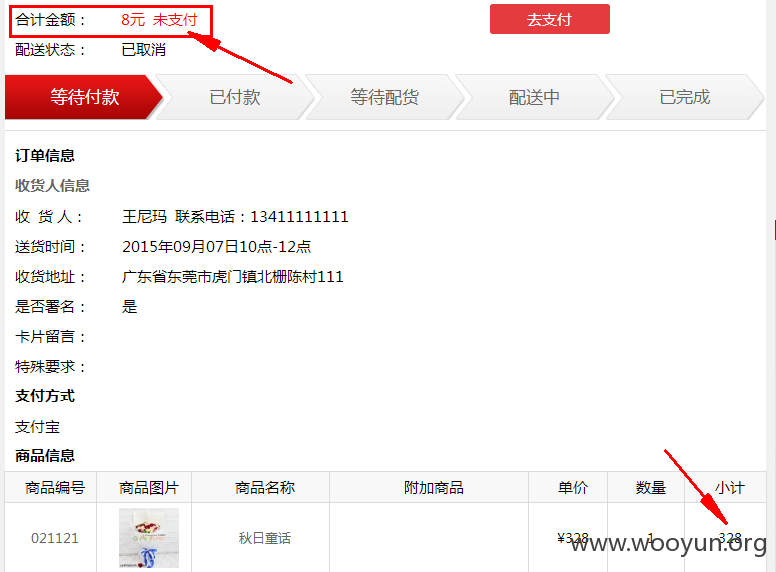 合计金额： 8元 未支付 去支付
配送状态： 已取消
等待付款 已付款 等待配货 配送中 已完成
订单信息
收货人信息
收 货 人： 王尼玛 联系电话：13411111111
送货时间： 2015年09月07日10点-12点
收货地址： 广东省东莞市虎门镇北栅陈村111
是否署名： 是
卡片留言：
特殊要求：
支付方式
支付宝
商品信息
商品编号 商品图片 商品名称 附加商品 单价 数量 小计
021121 秋日童话 ¥328 1 328
www.wooyun.org